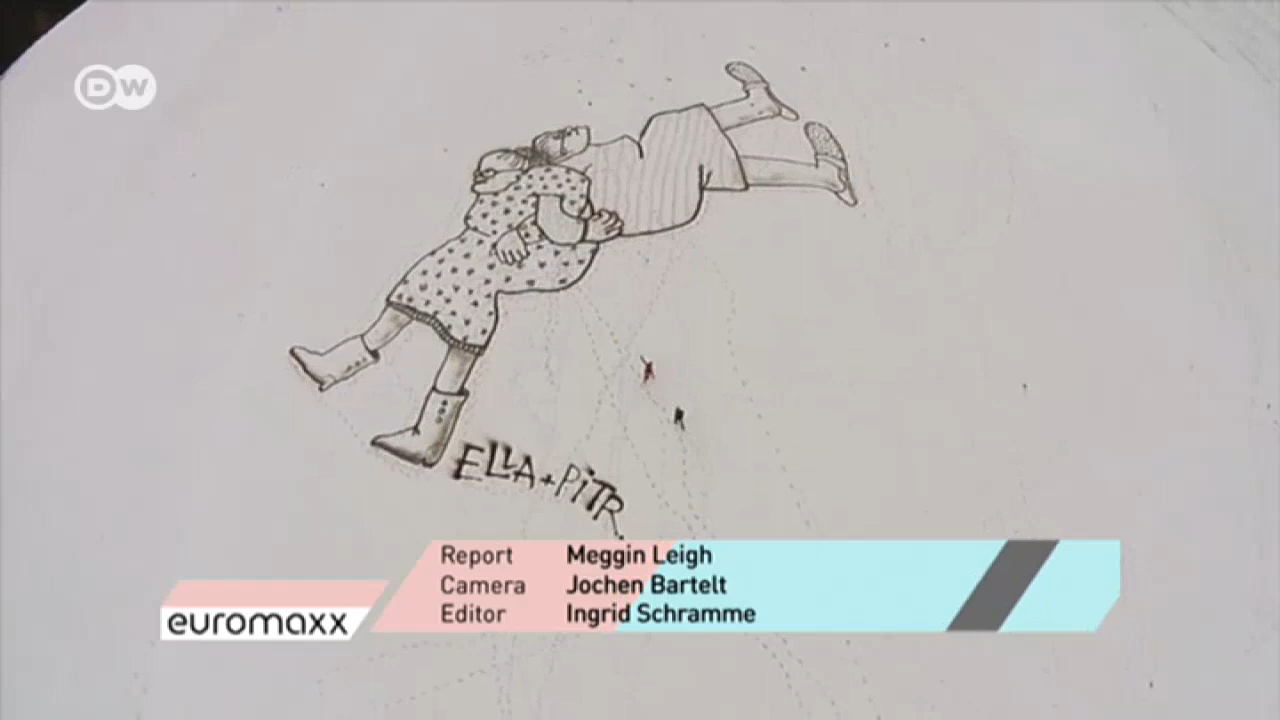 DW
ELLA + PiTR
Report Meggin Leigh
Camera Jochen Bartelt
Editor Ingrid Schramme
euromaxx